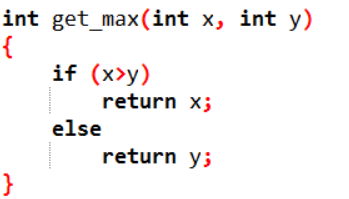 int get_max(int x, int y)
{
    if (x>y)
        return x;
    else
        return y;
}